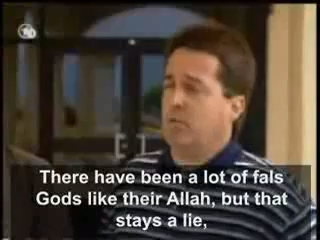 There have been a lot of fals
Gods like their Allah, but that
stays a lie,